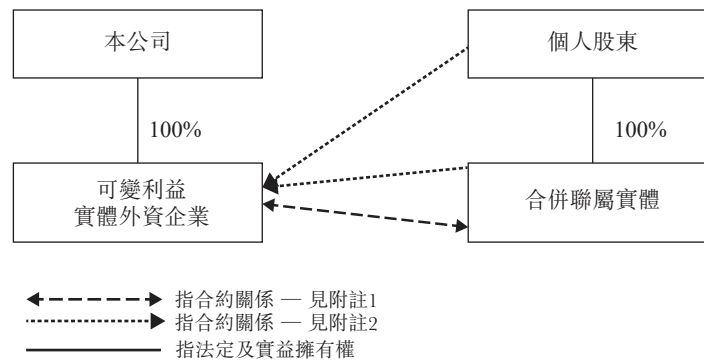 本公司
個人股東
100%
100%
可變利益
實體外資企業
合併聯屬實體
指合約關係 — 見附註1
指合約關係 — 見附註2
指法定及實益擁有權